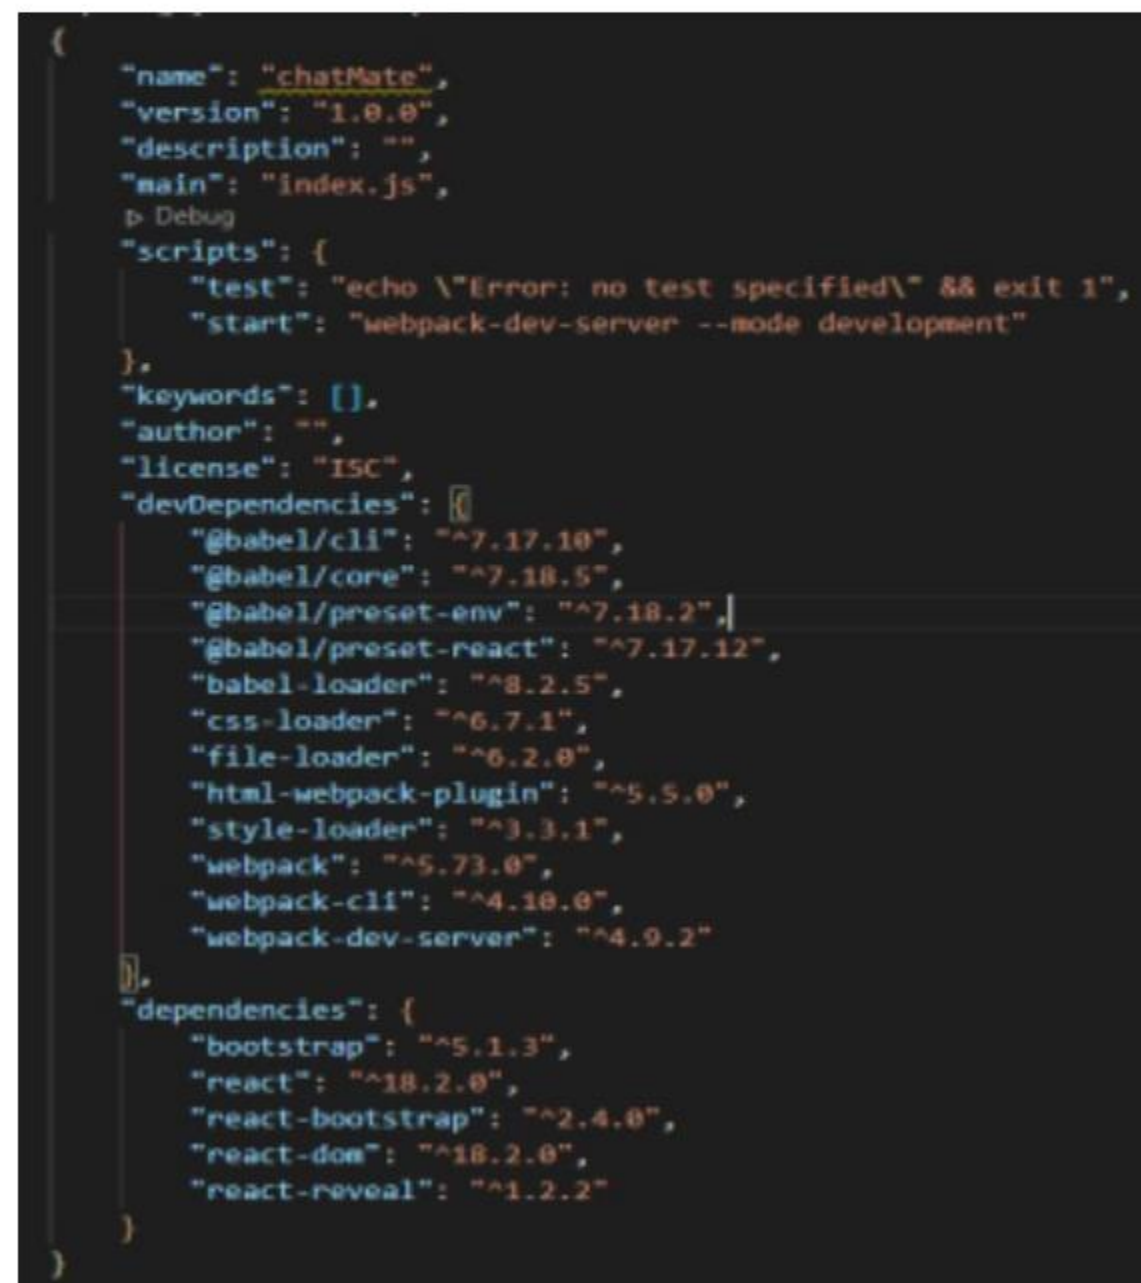 {
"name": "chatMate",
"version": "1.0.0",
"description": "",
"main": "index.js",
▷ Debug
"scripts": {
"test": "echo \"Error: no test specified\" && exit 1",
"start": "webpack-dev-server --mode development"
},
"keywords": [],
"author": "",
"license": "ISC",
"devDependencies": {
"@babel/cli": "^7.17.10",
"@babel/core": "^7.18.5",
"@babel/preset-env": "^7.18.2",
"@babel/preset-react": "^7.17.12",
"babel-loader": "^8.2.5",
"css-loader": "^6.7.1",
"file-loader": "^6.2.0",
"html-webpack-plugin": "^5.5.0",
"style-loader": "^3.3.1",
"webpack": "^5.73.0",
"webpack-cli": "^4.10.0",
"webpack-dev-server": "^4.9.2"
},
"dependencies": {
"bootstrap": "^5.1.3",
"react": "^18.2.0",
"react-bootstrap": "^2.4.0",
"react-dom": "^18.2.0",
"react-reveal": "^1.2.2"
}
}